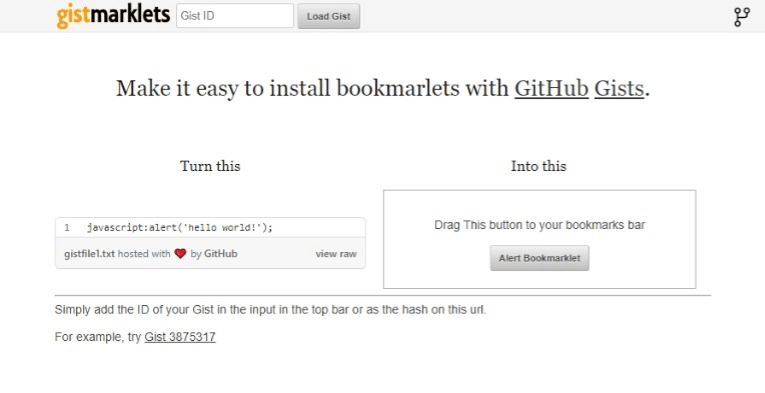 gistmarklets Gist ID Load Gist
Make it easy to install bookmarlets with GitHub Gists.
Turn this
Into this
1 javascript:alert('hello world!');
gistfile1.txt hosted with ❤ by GitHub view raw
Drag This button to your bookmarks bar
Alert Bookmarklet
Simply add the ID of your Gist in the input in the top bar or as the hash on this url.
For example, try Gist 3875317